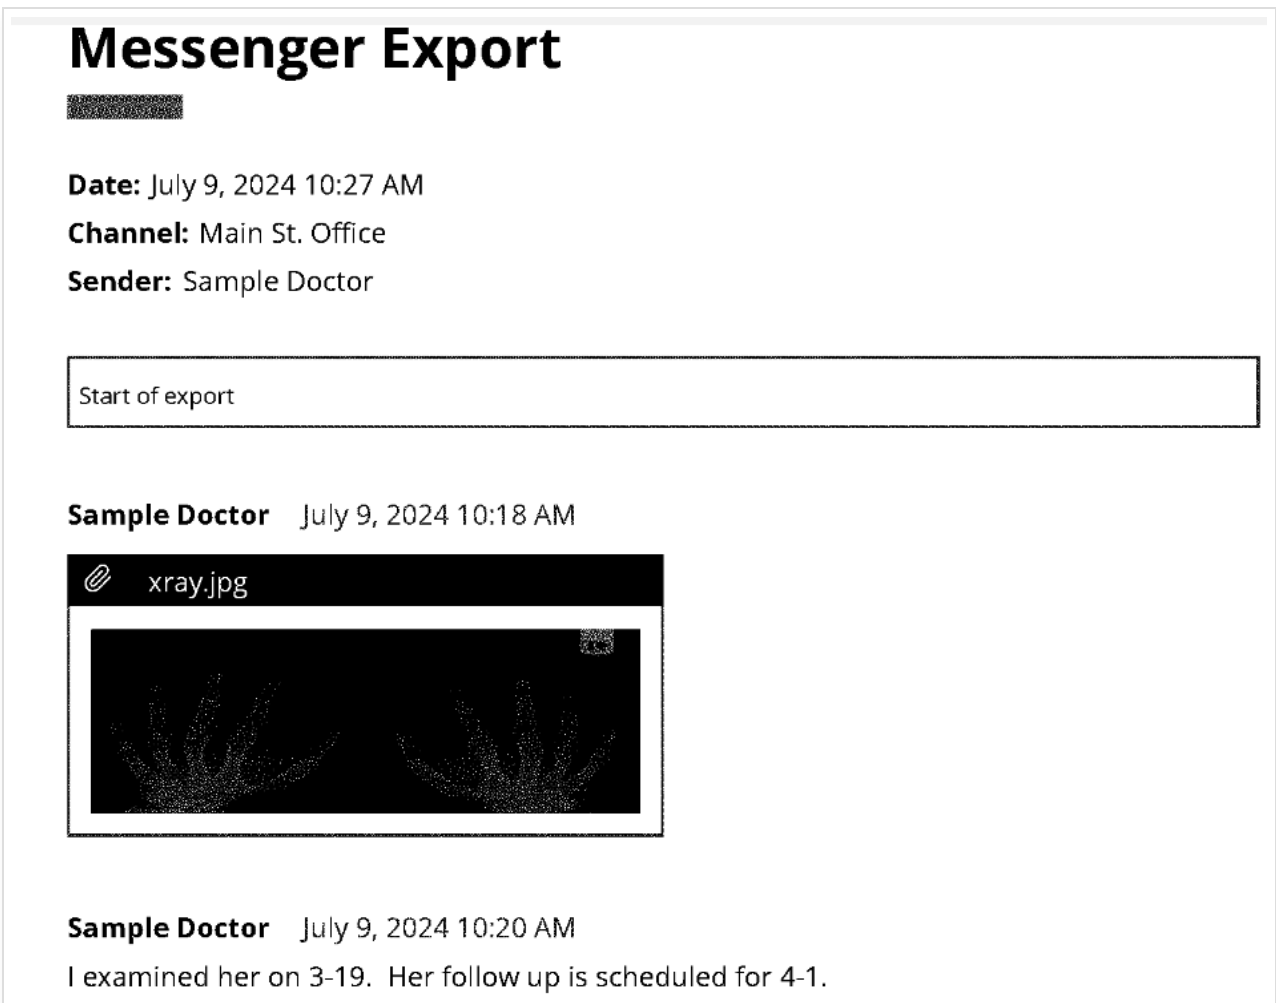 Messenger Export
Date: July 9, 2024 10:27 AM
Channel: Main St. Office
Sender: Sample Doctor
Start of export
Sample Doctor July 9, 2024 10:18 AM
xray.jpg
Sample Doctor July 9, 2024 10:20 AM
I examined her on 3-19. Her follow up is scheduled for 4-1.